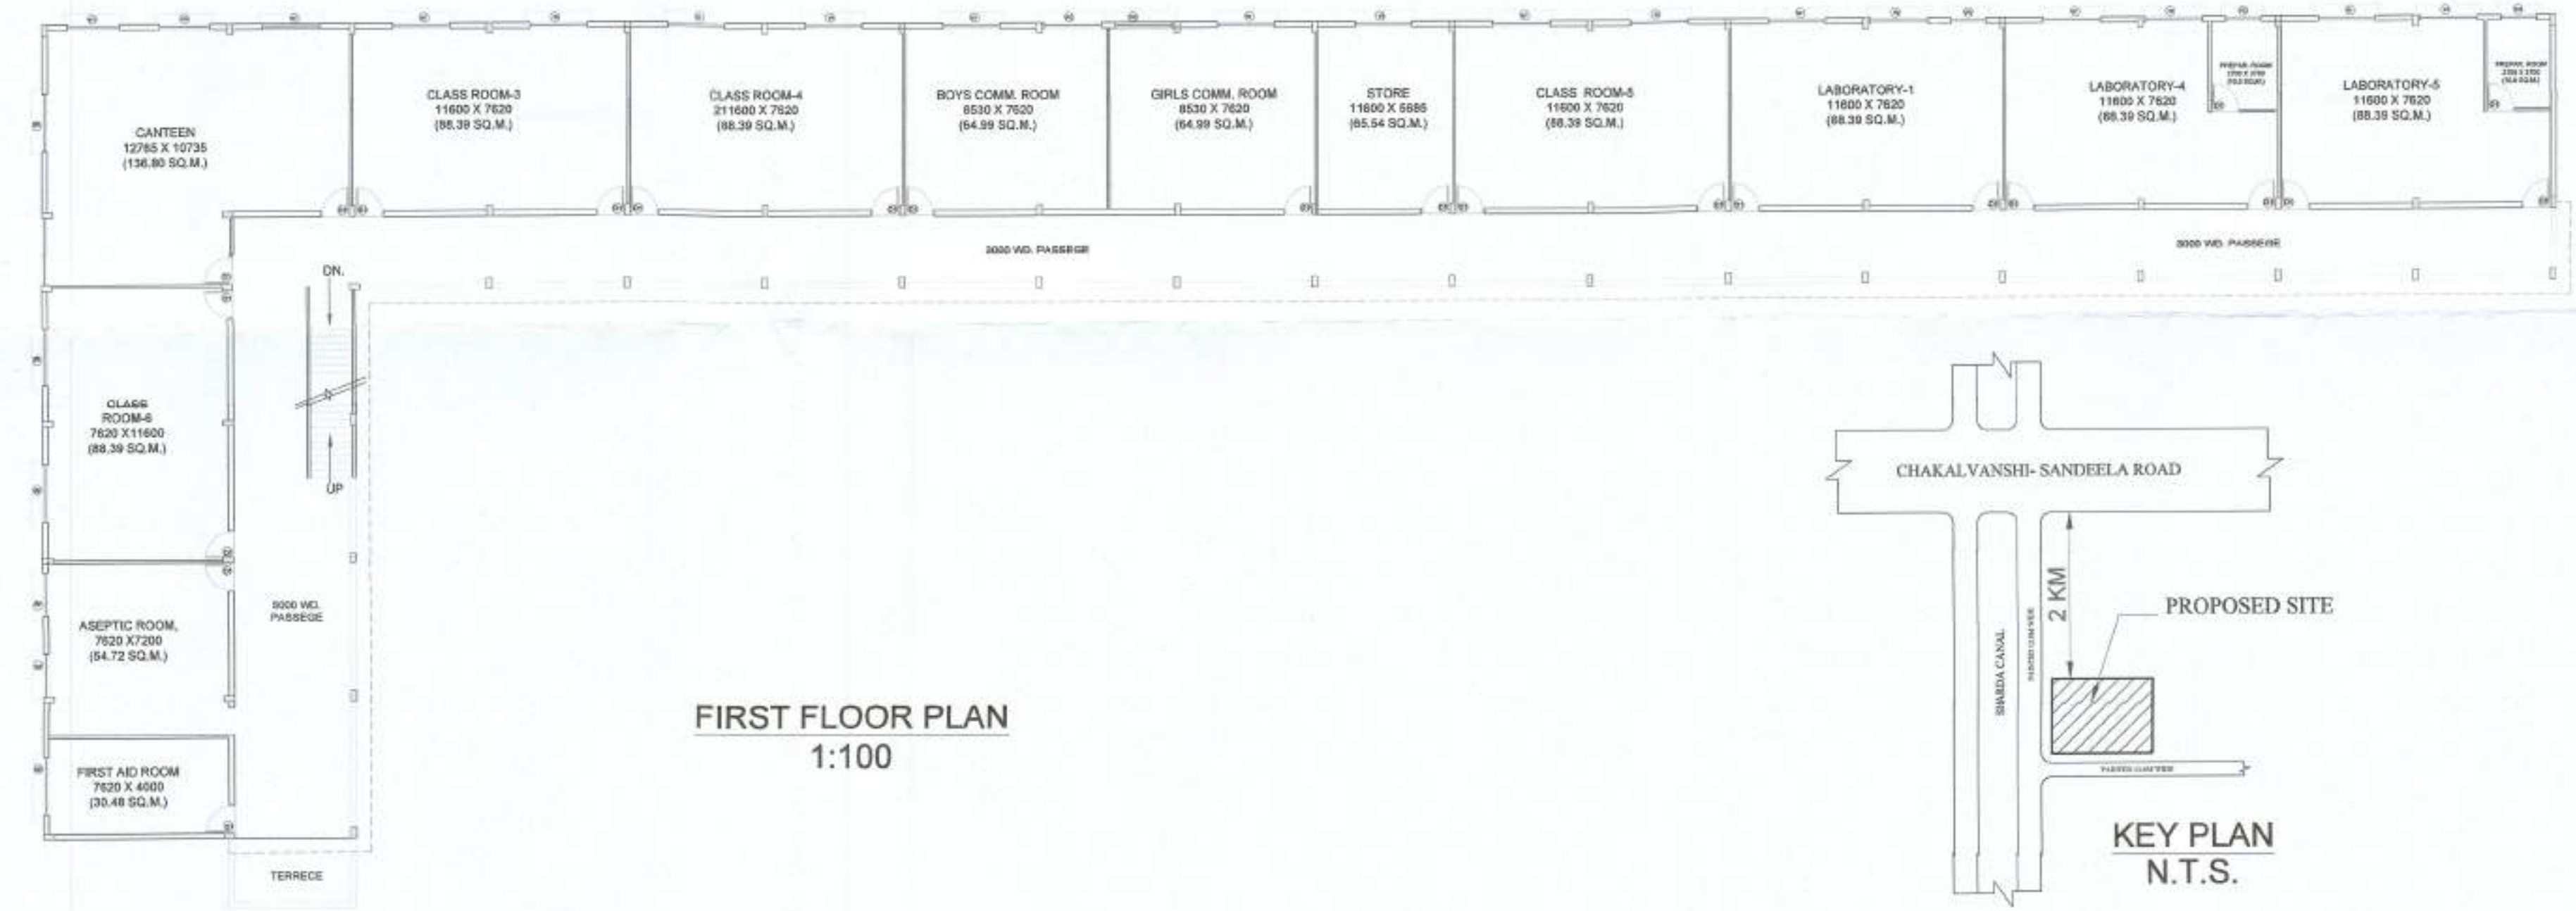 CANTEEN
12765 X 10735
(136.80 SQ.M.)
CLASS ROOM-3
11600 X 7620
(88.39 SQ.M.)
CLASS ROOM-4
211600 X 7620
(88.39 SQ.M.)
BOYS COMM. ROOM
8530 X 7620
(64.99 SQ.M.)
GIRLS COMM. ROOM
8530 X 7620
(64.99 SQ.M.)
STORE
11600 X 5685
(65.54 SQ.M.)
CLASS ROOM-5
11600 X 7620
(88.39 SQ.M.)
LABORATORY-1
11600 X 7620
(88.39 SQ.M.)
LABORATORY-4
11600 X 7620
(88.39 SQ.M.)
LABORATORY-5
11600 X 7620
(88.39 SQ.M.)
3000 WD. PASSEGE
3000 WD. PASSEGE
DN.
UP
CLASS
ROOM-6
7620 X11600
(88.39 SQ.M.)
ASEPTIC ROOM,
7620 X7200
(54.72 SQ.M.)
WD.
PASSEGE
FIRST AID ROOM
7620 X 4000
(30.48 SQ.M.)
TERRECE
FIRST FLOOR PLAN
1:100
CHAKALVANSHI- SANDEELA ROAD
2 KM
PROPOSED SITE
SHARDA CANAL
KEY PLAN
N.T.S.